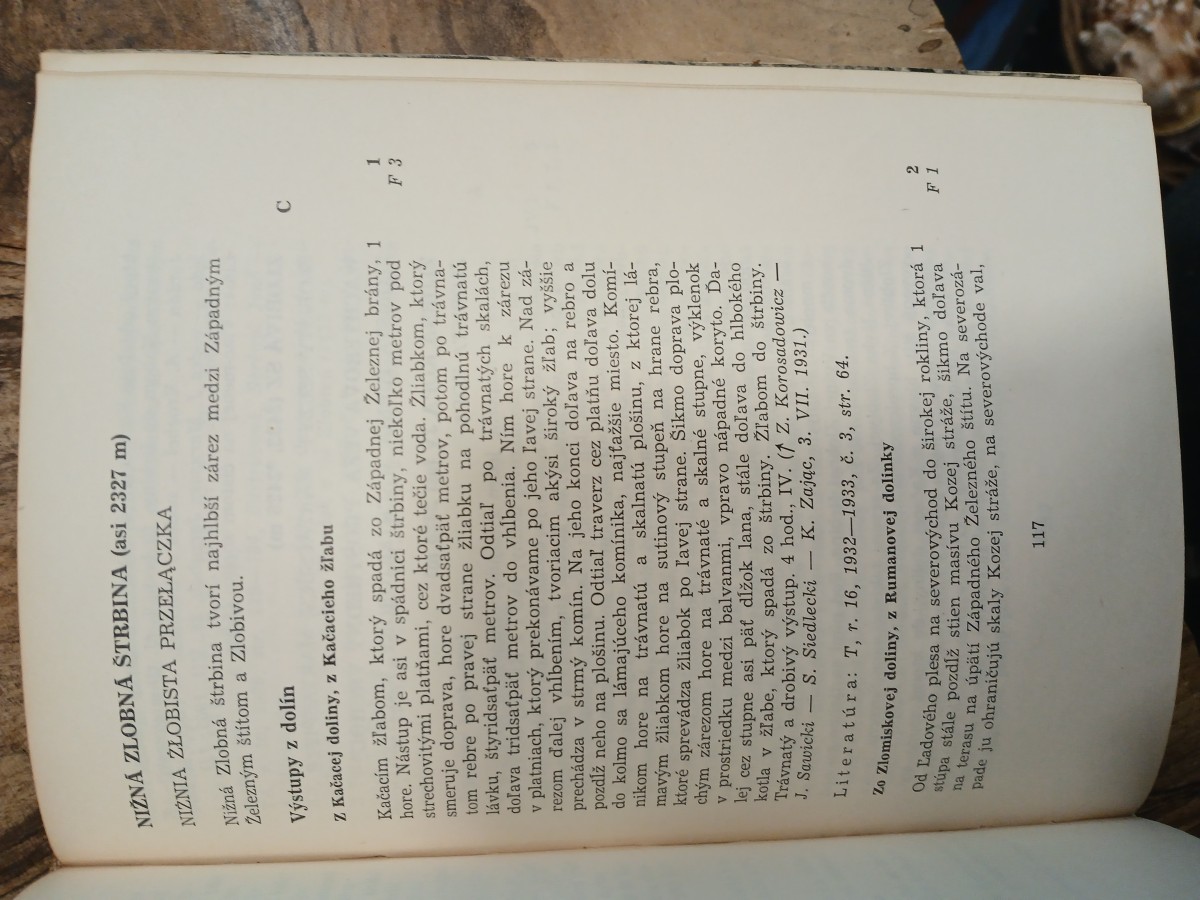 NIŽNÁ ZLOBNÁ ŠTRBINA (asi 2327 m)
NIŻNIA ŻŁOBISTA PRZEŁĄCZKA
Nižná Zlobná štrbina tvorí najhlbší zárez medzi Západným
Železným štítom a Zlobivou.
Výstupy z dolín C
Z Kačacej doliny, z Kačacieho žľabu 1
F 3
Kačacím žľabom, ktorý spadá zo Západnej Železnej brány, 1
hore. Nástup je asi v spádnici štrbiny, niekoľko metrov pod
strechovitými platňami, cez ktoré tečie voda. Žliabkom, ktorý
smeruje doprava, hore dvadsaťpäť metrov, potom po trávna-
tom rebre po pravej strane žliabku na pohodlnú trávnatú
lávku, štyridsaťpäť metrov. Odtiaľ po trávnatých skalách,
doľava tridsaťpäť metrov do vhĺbenia. Ním hore k zárezu
v platniach, ktorý prekonávame po jeho ľavej strane. Nad zá-
rezom ďalej vhĺbením, tvoriacim akýsi široký žľab; vyššie
prechádza v strmý komín. Na jeho konci doľava na rebro a
pozdĺž neho na plošinu. Odtiaľ traverz cez platňu doľava dolu
do kolmo sa lámajúceho komínika, najťažšie miesto. Komí-
nikom hore na trávnatú a skalnatú plošinu, z ktorej lá-
mavým žliabkom hore na sutinový stupeň na hrane rebra,
ktoré sprevádza žliabok po ľavej strane. Šikmo doprava plo-
chým zárezom hore na trávnaté a skalné stupne, výklenok
v prostriedku medzi balvanmi, vpravo nápadné koryto. Ďa-
lej cez stupne asi päť dĺžok lana, stále doľava do hlbokého
kotla v žľabe, ktorý spadá zo štrbiny. Žľabom do štrbiny.
Trávnatý a drobivý výstup. 4 hod., IV. (↑ Z. Korosadowicz —
J. Sawicki — S. Siedlecki — K. Zając, 3. VII. 1931.)
Literatúra: T, r. 16, 1932—1933, č. 3, str. 64.
Zo Zlomiskovej doliny, z Rumanovej dolinky 2
F 1
Od Ľadového plesa na severovýchod do širokej rokliny, ktorá 1
stúpa stále pozdĺž stien masívu Kozej stráže, šikmo doľava
na terasu na úpätí Západného Železného štítu. Na severozá-
pade ju ohraničujú skaly Kozej stráže, na severovýchode val,
117